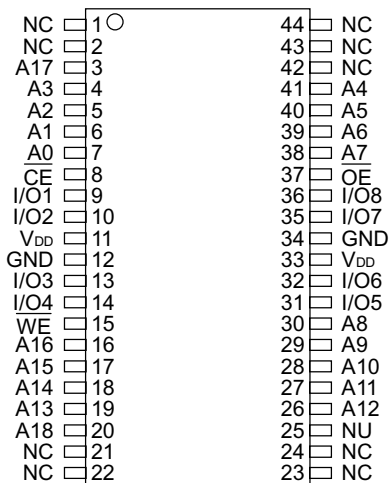 NC 1 44 NC
NC 2 43 NC
A17 3 42 NC
A3 4 41 A4
A2 5 40 A5
A1 6 39 A6
A0 7 38 A7
CE 8 37 OE
I/O1 9 36 I/O8
I/O2 10 35 I/O7
VDD 11 34 GND
GND 12 33 VDD
I/O3 13 32 I/O6
I/O4 14 31 I/O5
WE 15 30 A8
A16 16 29 A9
A15 17 28 A10
A14 18 27 A11
A13 19 26 A12
A18 20 25 NU
NC 21 24 NC
NC 22 23 NC